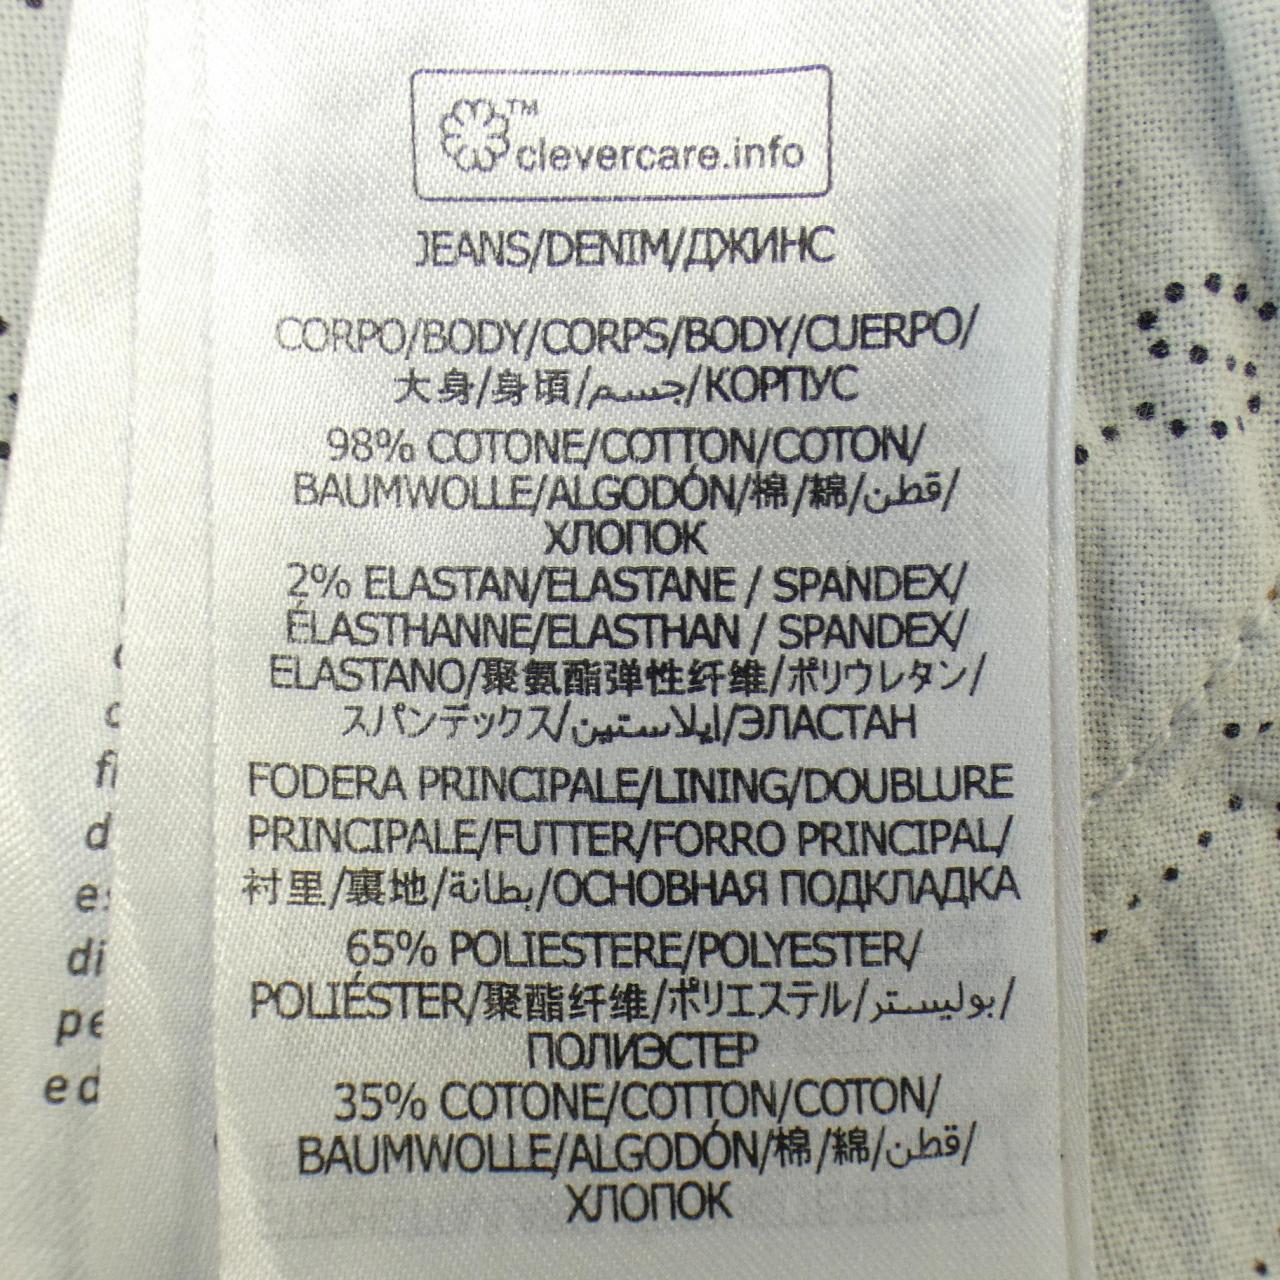 ™
clevercare.info
JEANS/DENIM/ДЖИНС
CORPO/BODY/CORPS/BODY/CUERPO/
大身/身頃/جسم/КОРПУС
98% COTONE/COTTON/COTON/
BAUMWOLLE/ALGODÓN/棉/綿/قطن/
ХЛОПОК
2% ELASTAN/ELASTANE / SPANDEX/
ÉLASTHANNE/ELASTHAN / SPANDEX/
ELASTANO/聚氨酯弹性纤维/ポリウレタン/
スパンデックス/ايلاستين/ЭЛАСТАН
FODERA PRINCIPALE/LINING/DOUBLURE
PRINCIPALE/FUTTER/FORRO PRINCIPAL/
衬里/裏地/بطانة/ОСНОВНАЯ ПОДКЛАДКА
65% POLIESTERE/POLYESTER/
POLIÉSTER/聚酯纤维/ポリエステル/بوليستر/
ПОЛИЭСТЕР
35% COTONE/COTTON/COTON/
BAUMWOLLE/ALGODÓN/棉/綿/قطن/
ХЛОПОК